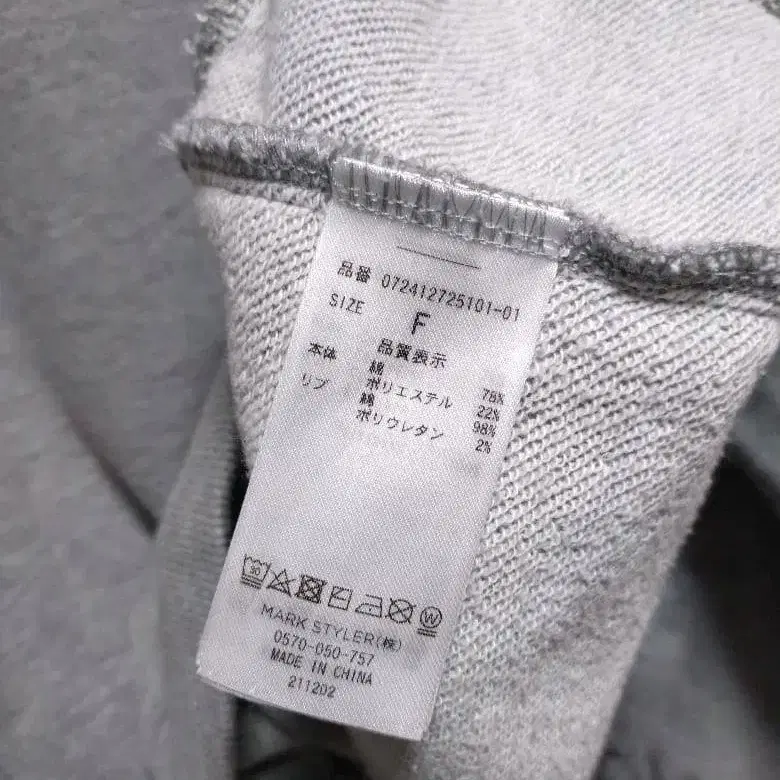 品番 072412725101-01
SIZE F
品質表示
本体 綿 78%
ポリエステル 22%
リブ 綿 98%
ポリウレタン 2%
30
W
MARK STYLER(株)
0570-050-757
MADE IN CHINA
211202